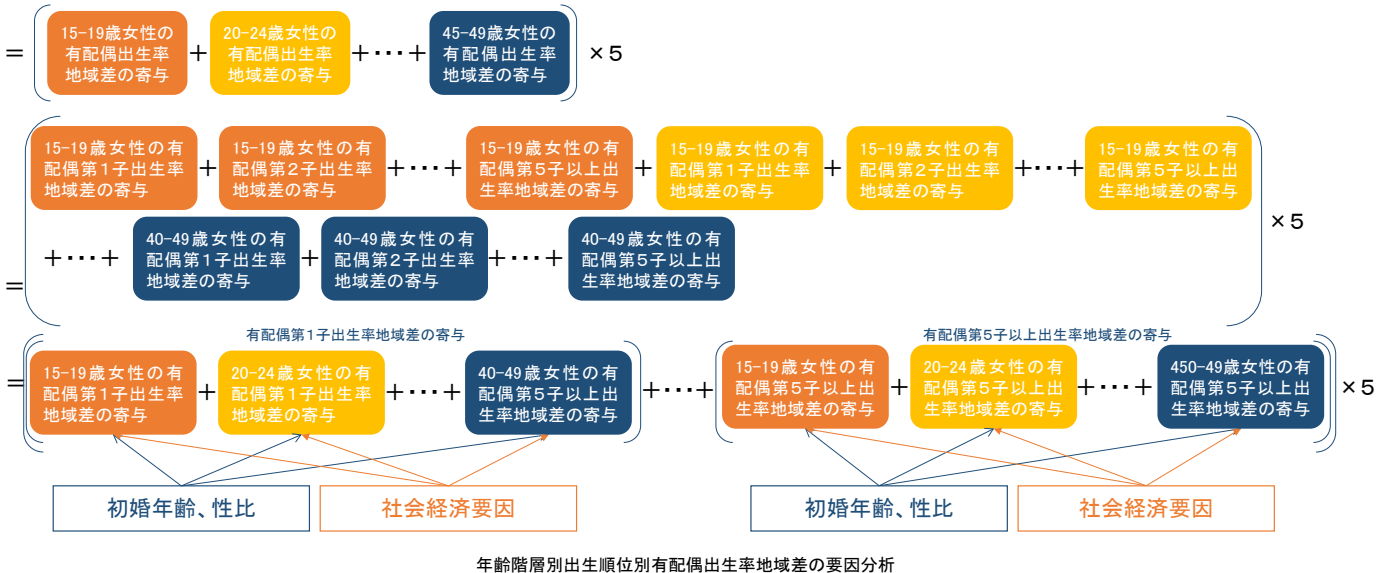 =
15-19歳女性の
有配偶出生率
地域差の寄与
+
20-24歳女性の
有配偶出生率
地域差の寄与
+・・・+
45-49歳女性の
有配偶出生率
地域差の寄与
×5
=
15-19歳女性の有
配偶第1子出生率
地域差の寄与
+
15-19歳女性の有
配偶第2子出生率
地域差の寄与
+・・・+
15-19歳女性の有
配偶第5子以上出
生率地域差の寄与
+
15-19歳女性の有
配偶第1子出生率
地域差の寄与
+
15-19歳女性の有
配偶第2子出生率
地域差の寄与
+・・・+
15-19歳女性の有
配偶第5子以上出
生率地域差の寄与
+・・・+
40-49歳女性の有
配偶第1子出生率
地域差の寄与
+
40-49歳女性の有
配偶第2子出生率
地域差の寄与
+・・・+
40-49歳女性の有
配偶第5子以上出
生率地域差の寄与
×5
=
有配偶第1子出生率地域差の寄与
15-19歳女性の有
配偶第1子出生率
地域差の寄与
+
20-24歳女性の有
配偶第1子出生率
地域差の寄与
+・・・+
40-49歳女性の有
配偶第5子以上出
生率地域差の寄与
+・・・+
有配偶第5子以上出生率地域差の寄与
15-19歳女性の有
配偶第5子以上出
生率地域差の寄与
+
20-24歳女性の有
配偶第5子以上出
生率地域差の寄与
+・・・+
450-49歳女性の有
配偶第5子以上出
生率地域差の寄与
×5
初婚年齢、性比
社会経済要因
初婚年齢、性比
社会経済要因
年齢階層別出生順位別有配偶出生率地域差の要因分析